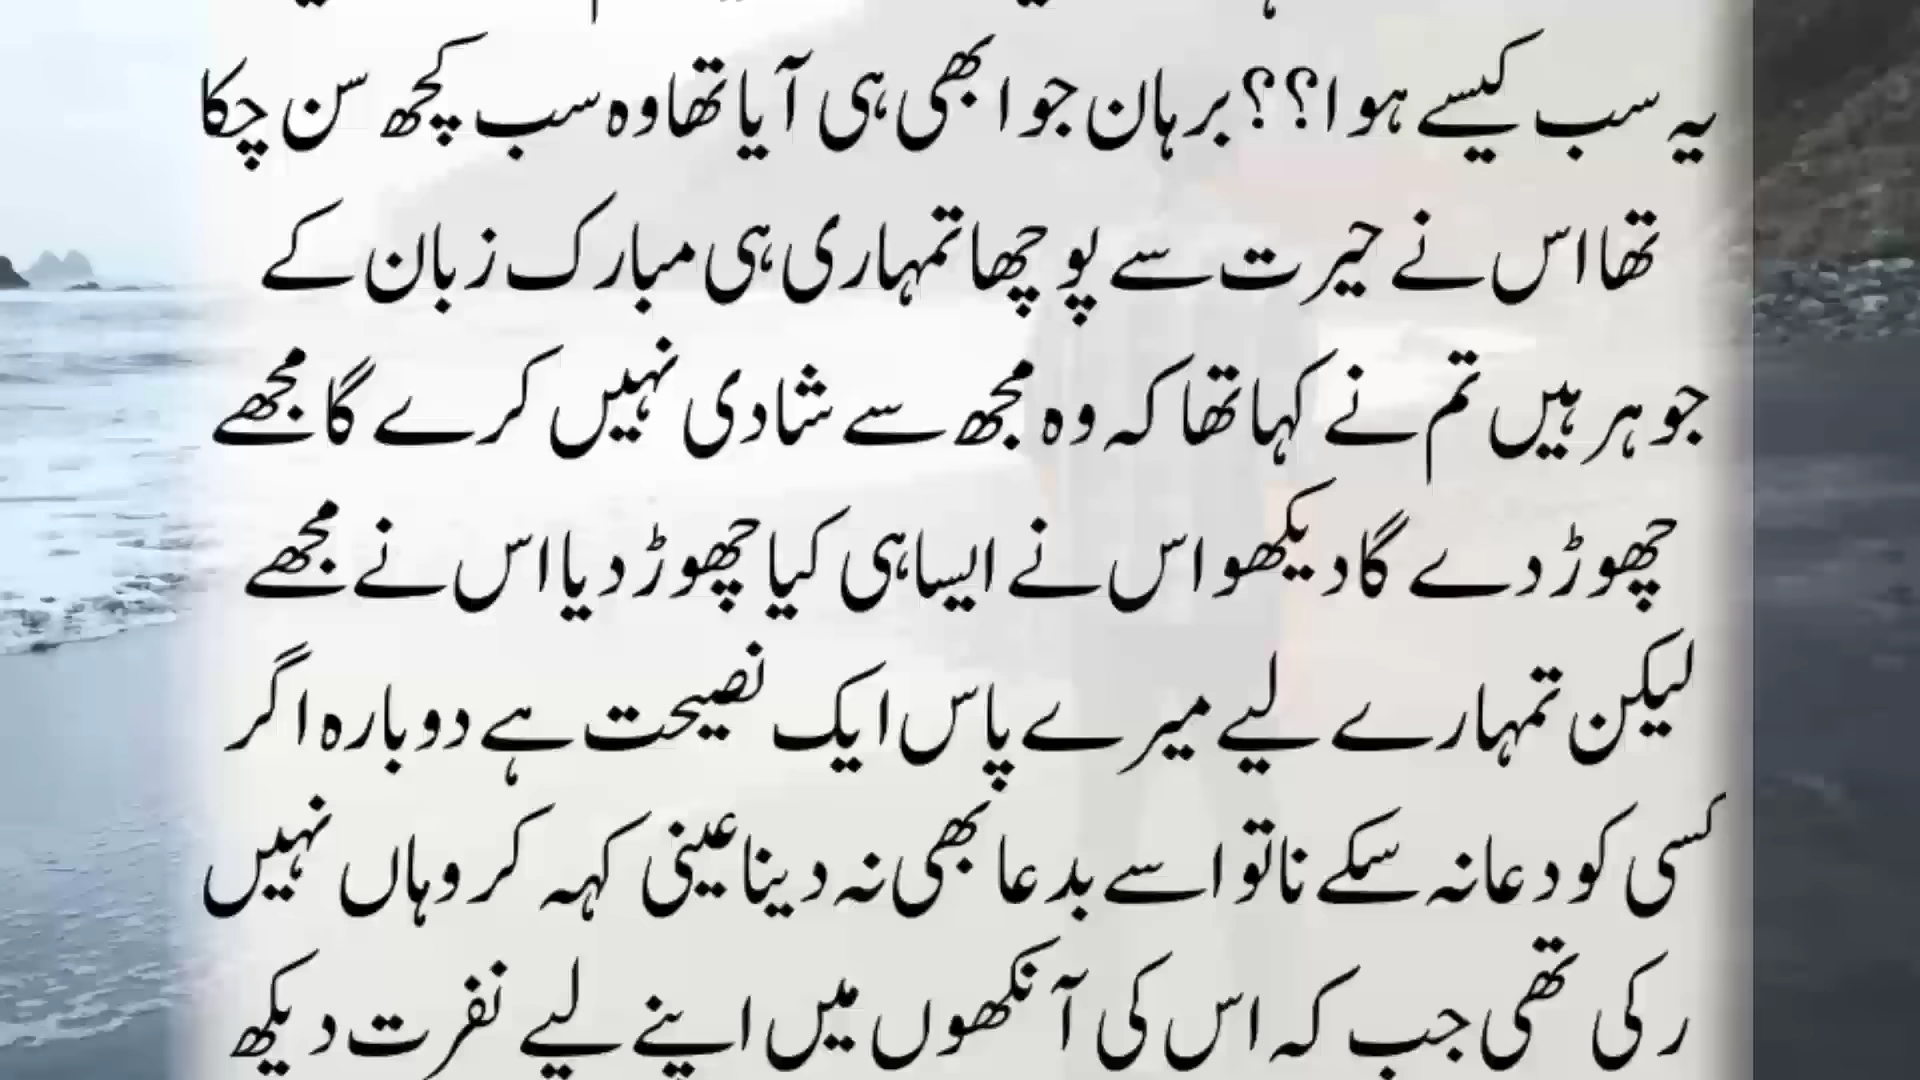 یہ سب کیسے ہوا؟؟ برہان جو ابھی ہی آیا تھا وہ سب کچھ سن چکا
تھا اس نے حیرت سے پوچھا تمہاری ہی مبارک زبان کے
جوہر ہیں تم نے کہا تھا کہ وہ مجھ سے شادی نہیں کرے گا مجھے
چھوڑ دے گا دیکھو اس نے ایسا ہی کیا چھوڑ دیا اس نے مجھے
لیکن تمہارے لیے میرے پاس ایک نصیحت ہے دوبارہ اگر
کسی کو دعا نہ سکے نا تو اسے بدعا بھی نہ دینا عینی کہہ کر وہاں نہیں
رکی تھی جب کہ اس کی آنکھوں میں اپنے لیے نفرت دیکھ